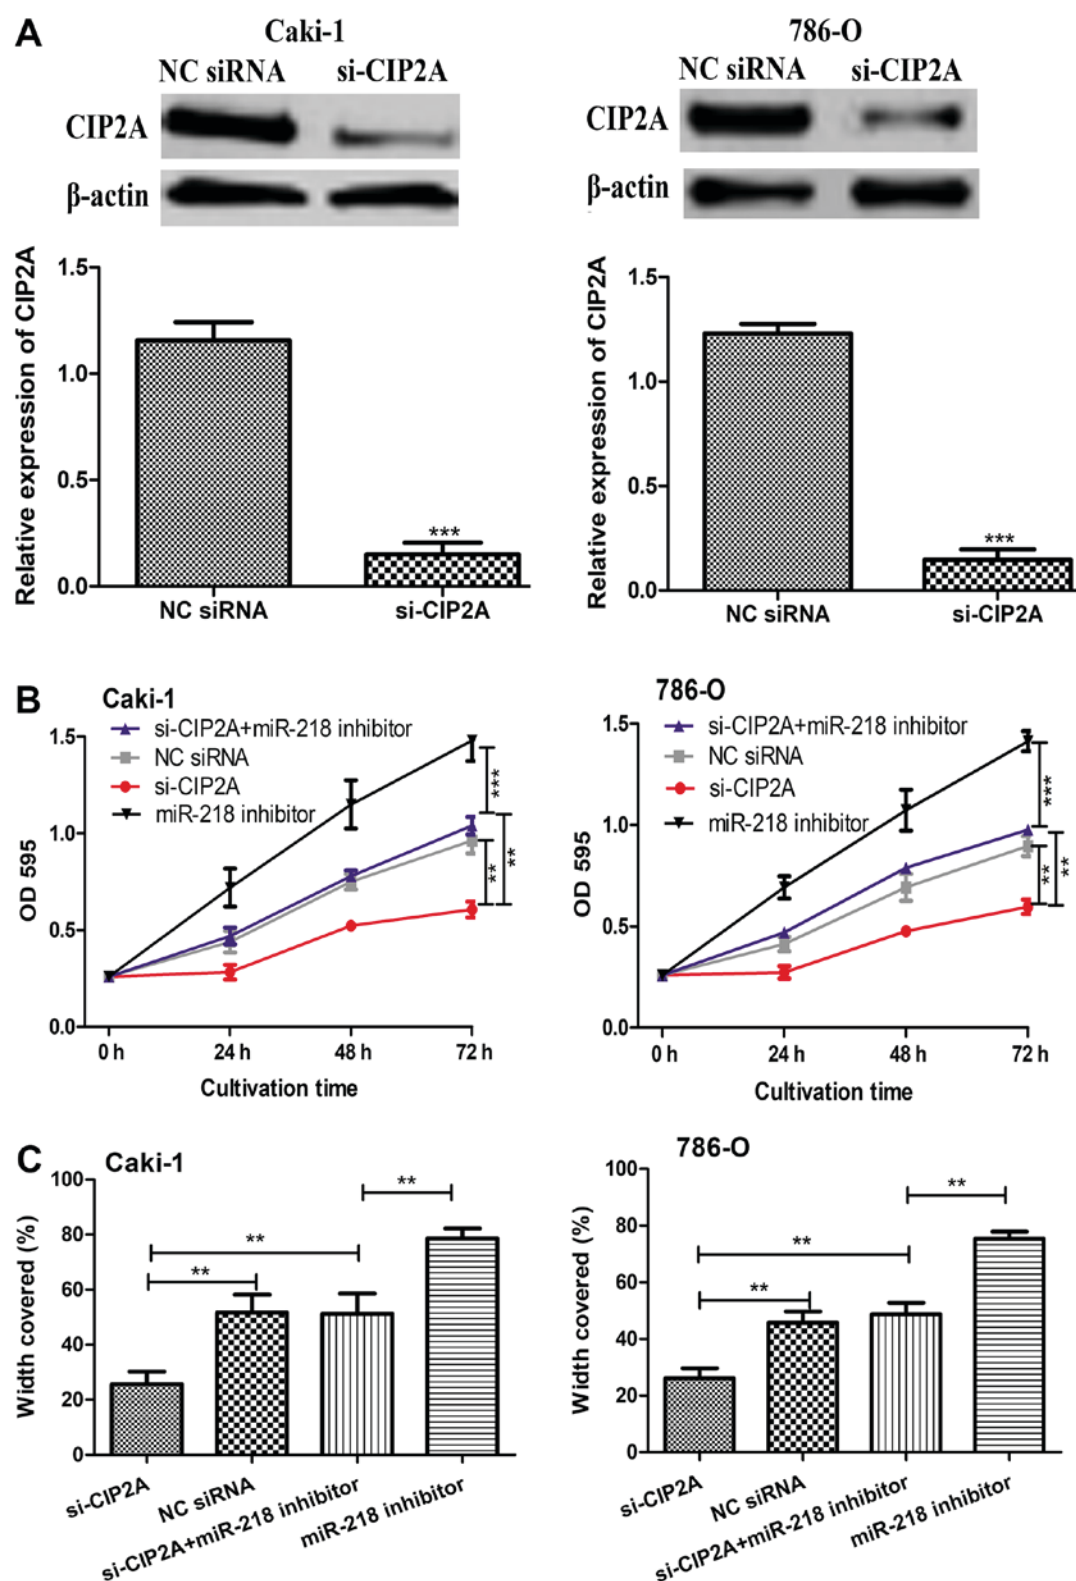 A
Caki-1
NC siRNA si-CIP2A
CIP2A
β-actin
Relative expression of CIP2A
1.5
1.0
0.5
0.0
***
NC siRNA si-CIP2A
786-O
NC siRNA si-CIP2A
CIP2A
β-actin
Relative expression of CIP2A
1.5
1.0
0.5
0.0
***
NC siRNA si-CIP2A
B
Caki-1
si-CIP2A+miR-218 inhibitor
NC siRNA
si-CIP2A
miR-218 inhibitor
OD 595
1.5
1.0
0.5
0.0
***
**
**
0 h 24 h 48 h 72 h
Cultivation time
786-O
si-CIP2A+miR-218 inhibitor
NC siRNA
si-CIP2A
miR-218 inhibitor
OD 595
1.5
1.0
0.5
0.0
***
**
**
0 h 24 h 48 h 72 h
Cultivation time
C
Caki-1
Width covered (%)
100
80
60
40
20
0
**
**
**
si-CIP2A
NC siRNA
si-CIP2A+miR-218 inhibitor
miR-218 inhibitor
786-O
Width covered (%)
100
80
60
40
20
0
**
**
**
si-CIP2A
NC siRNA
si-CIP2A+miR-218 inhibitor
miR-218 inhibitor